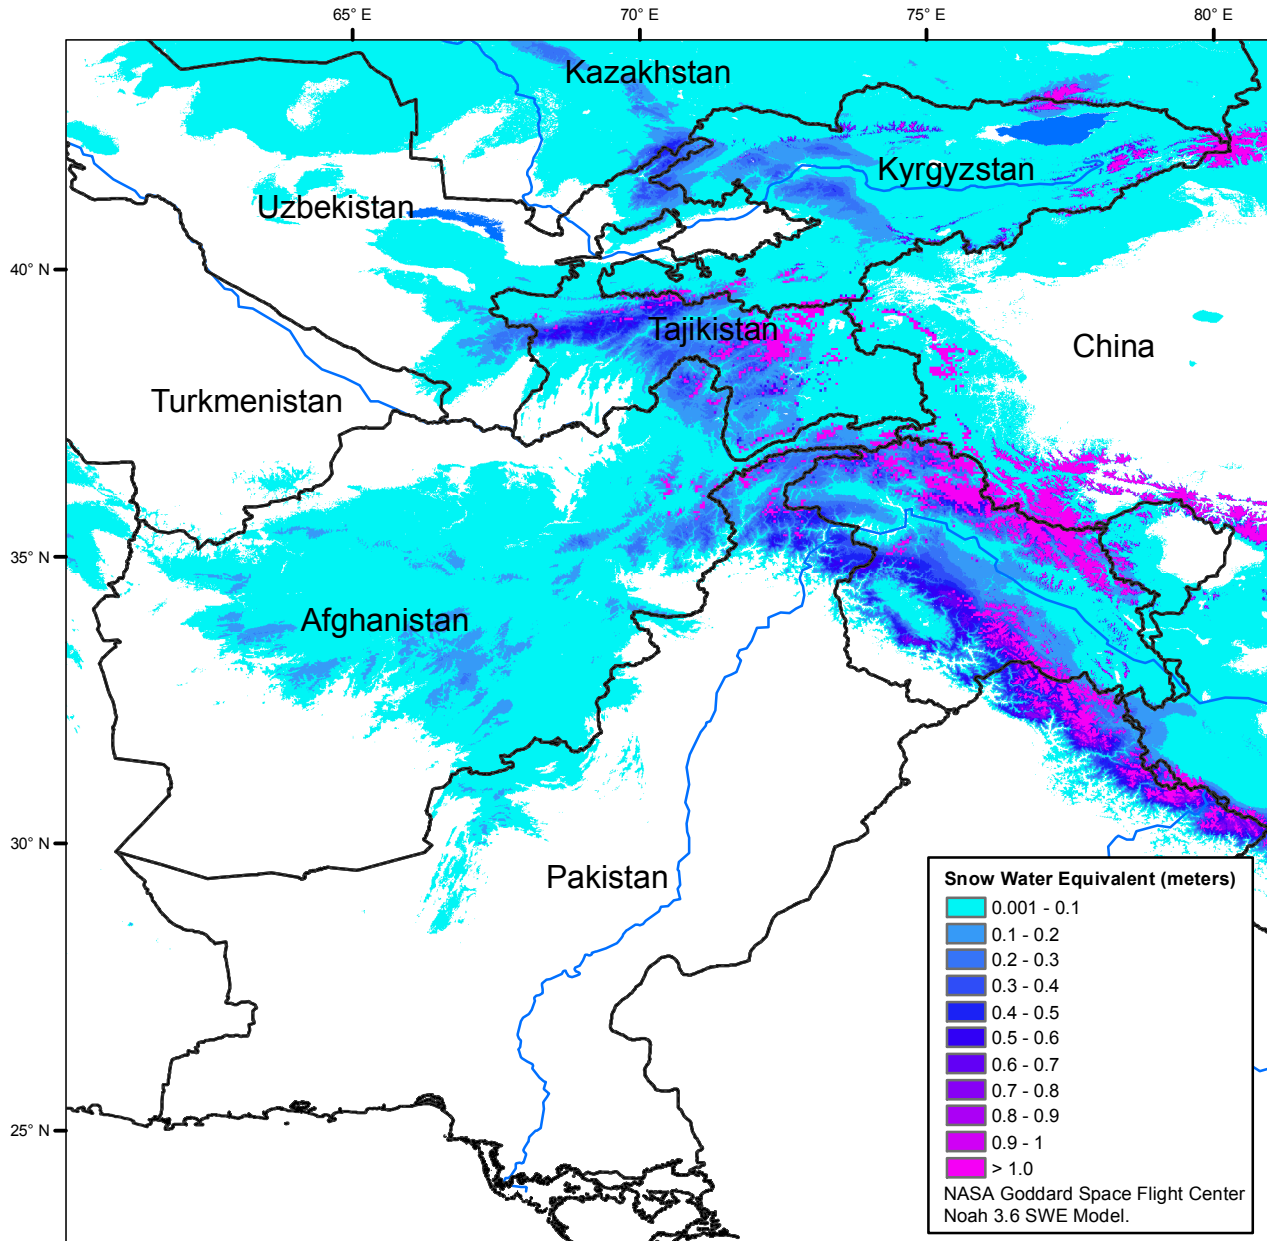 65° E
70° E
75° E
80° E
Kazakhstan
Kyrgyzstan
Uzbekistan
40° N
Tajikistan
China
Turkmenistan
35° N
Afghanistan
30° N
Pakistan
Snow Water Equivalent (meters)
0.001 - 0.1
0.1 - 0.2
0.2 - 0.3
0.3 - 0.4
0.4 - 0.5
0.5 - 0.6
0.6 - 0.7
0.7 - 0.8
0.8 - 0.9
0.9 - 1
> 1.0
NASA Goddard Space Flight Center
Noah 3.6 SWE Model.
25° N